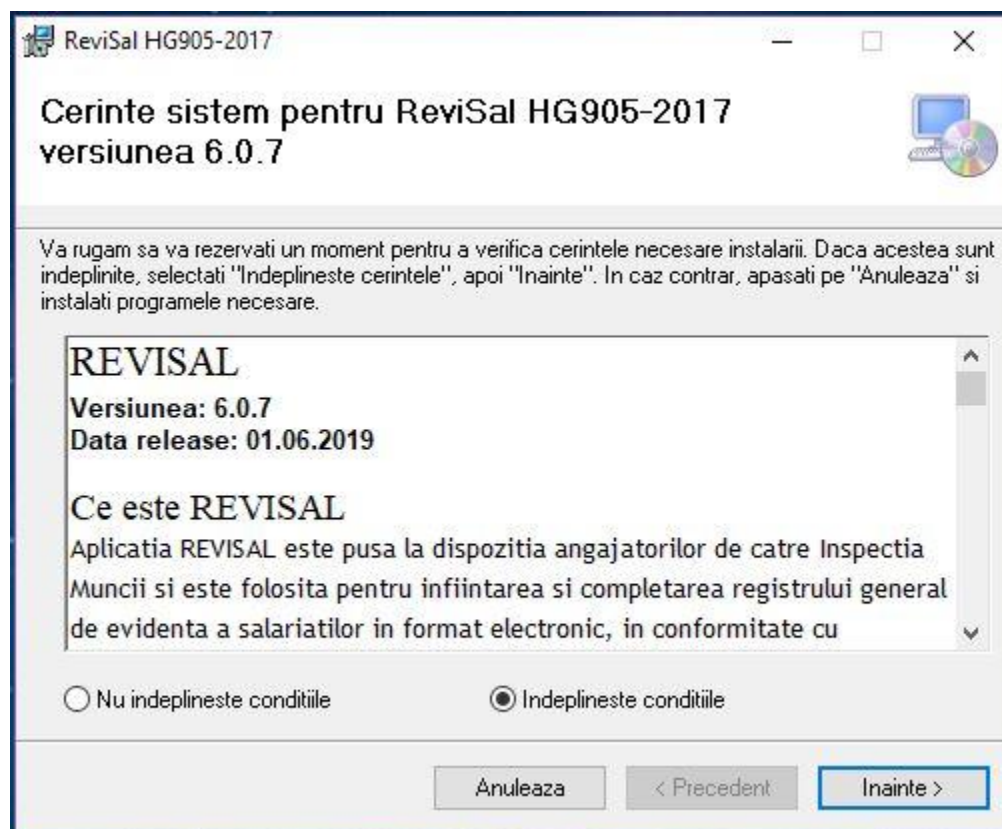 ReviSal HG905-2017
Cerinte sistem pentru ReviSal HG905-2017
versiunea 6.0.7
Va rugam sa va rezervati un moment pentru a verifica cerintele necesare instalarii. Daca acestea sunt
indeplinite, selectati "Indeplineste cerintele", apoi "Inainte". In caz contrar, apasati pe "Anuleaza" si
instalati programele necesare.
REVISAL
Versiunea: 6.0.7
Data release: 01.06.2019
Ce este REVISAL
Aplicatia REVISAL este pusa la dispozitia angajatorilor de catre Inspectia
Muncii si este folosita pentru infiintarea si completarea registrului general
de evidenta a salariatilor in format electronic, in conformitate cu
Nu indeplineste conditiile Indeplineste conditiile
Anuleaza < Precedent Inainte >